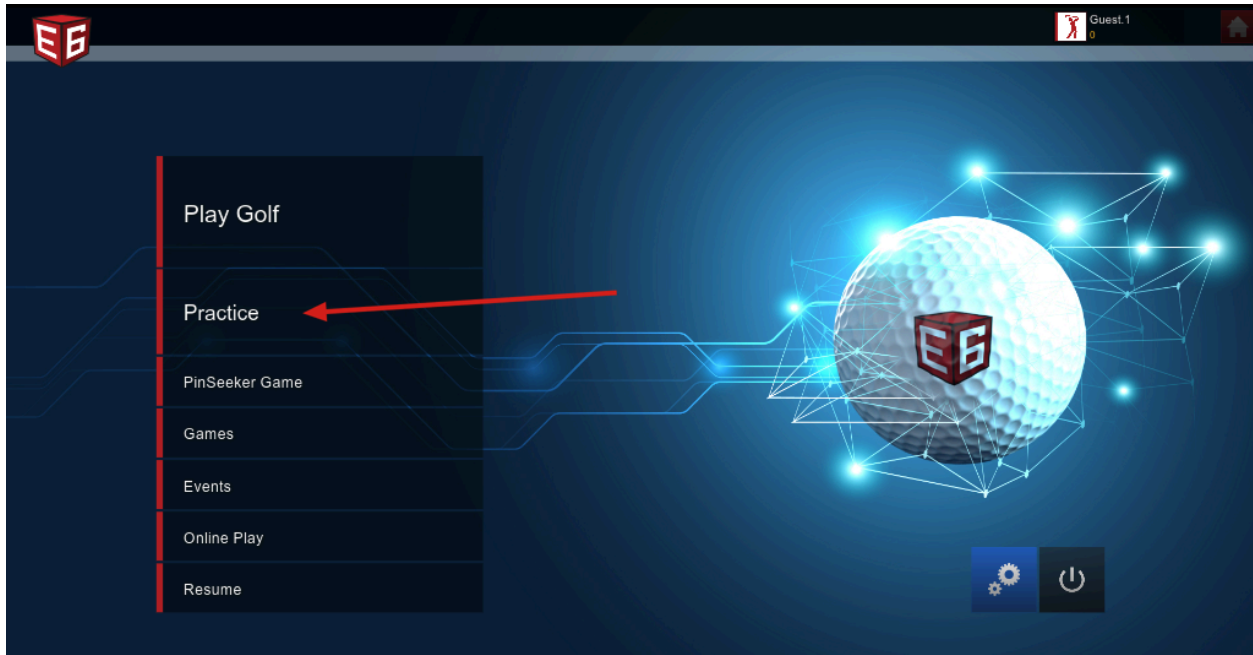 E6
Guest.1
0
Play Golf
Practice
PinSeeker Game
Games
Events
Online Play
Resume
E6